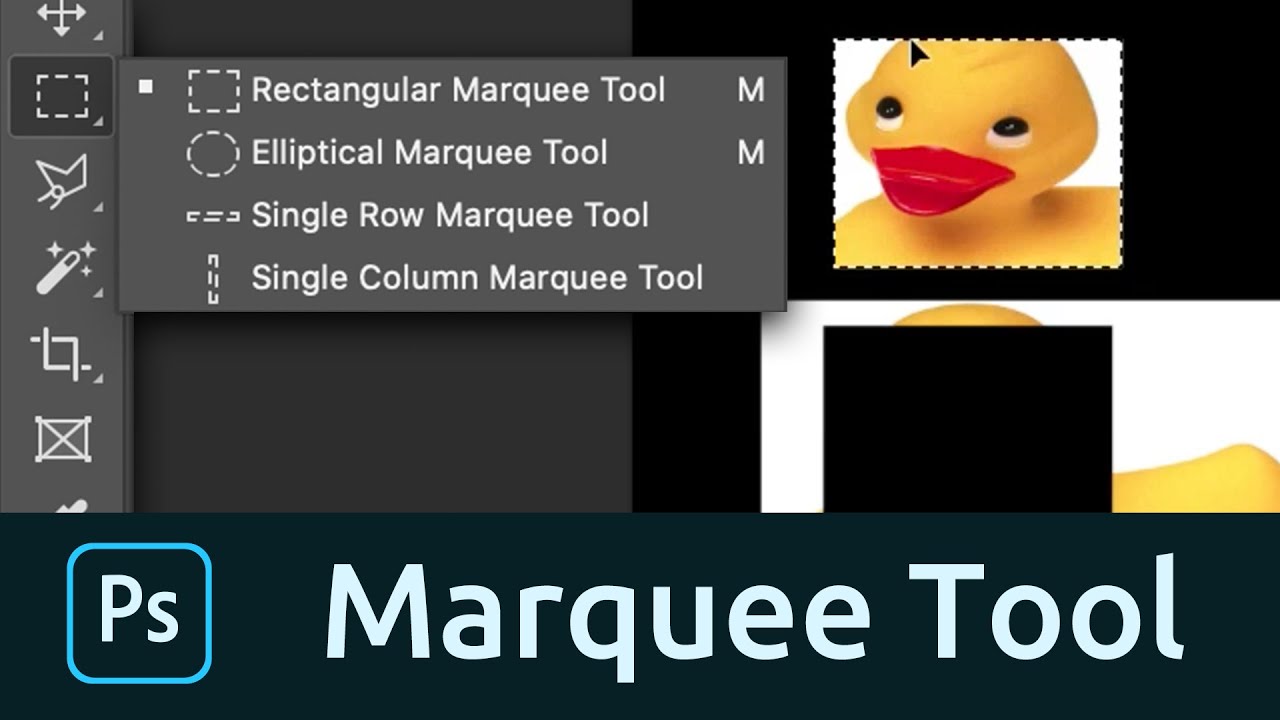 Rectangular Marquee Tool M
Elliptical Marquee Tool M
Single Row Marquee Tool
Single Column Marquee Tool
Ps Marquee Tool